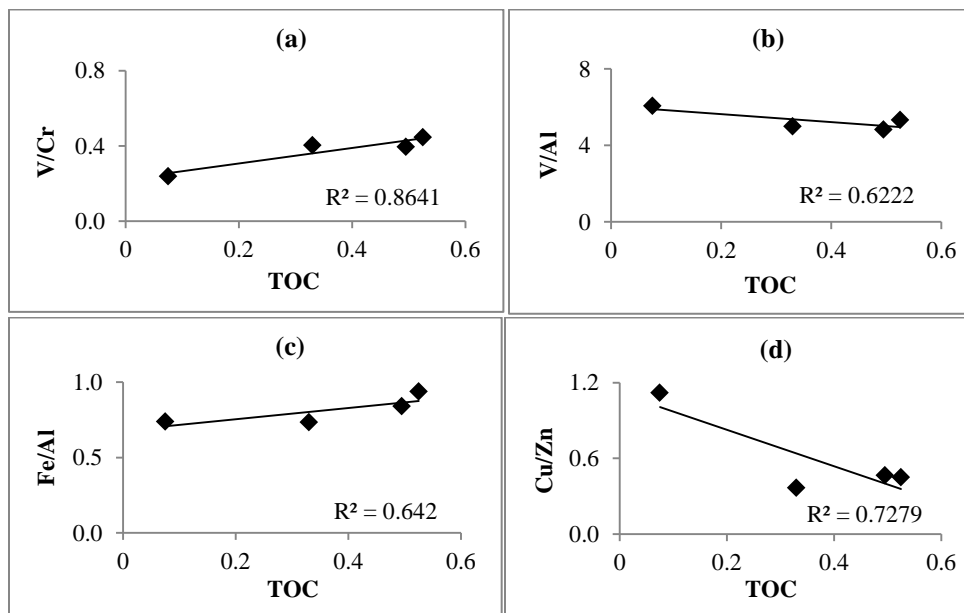 (a)
V/Cr
0.8
0.4
0.0
R² = 0.8641
0 0.2 0.4 0.6
TOC
(b)
V/Al
8
4
0
R² = 0.6222
0 0.2 0.4 0.6
TOC
(c)
Fe/Al
1.0
0.5
0.0
R² = 0.642
0 0.2 0.4 0.6
TOC
(d)
Cu/Zn
1.2
0.6
0.0
R² = 0.7279
0 0.2 0.4 0.6
TOC